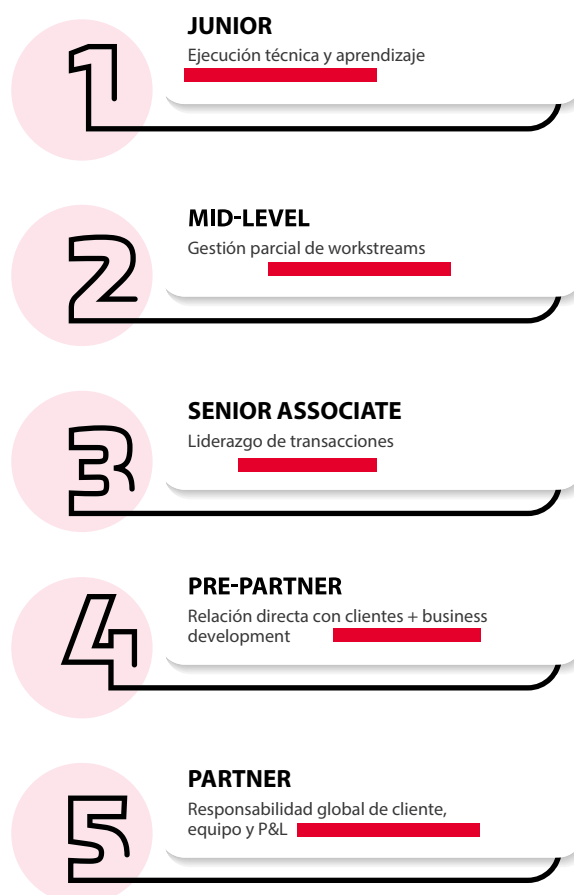 1
JUNIOR
Ejecución técnica y aprendizaje
2
MID-LEVEL
Gestión parcial de workstreams
3
SENIOR ASSOCIATE
Liderazgo de transacciones
4
PRE-PARTNER
Relación directa con clientes + business
development
5
PARTNER
Responsabilidad global de cliente,
equipo y P&L